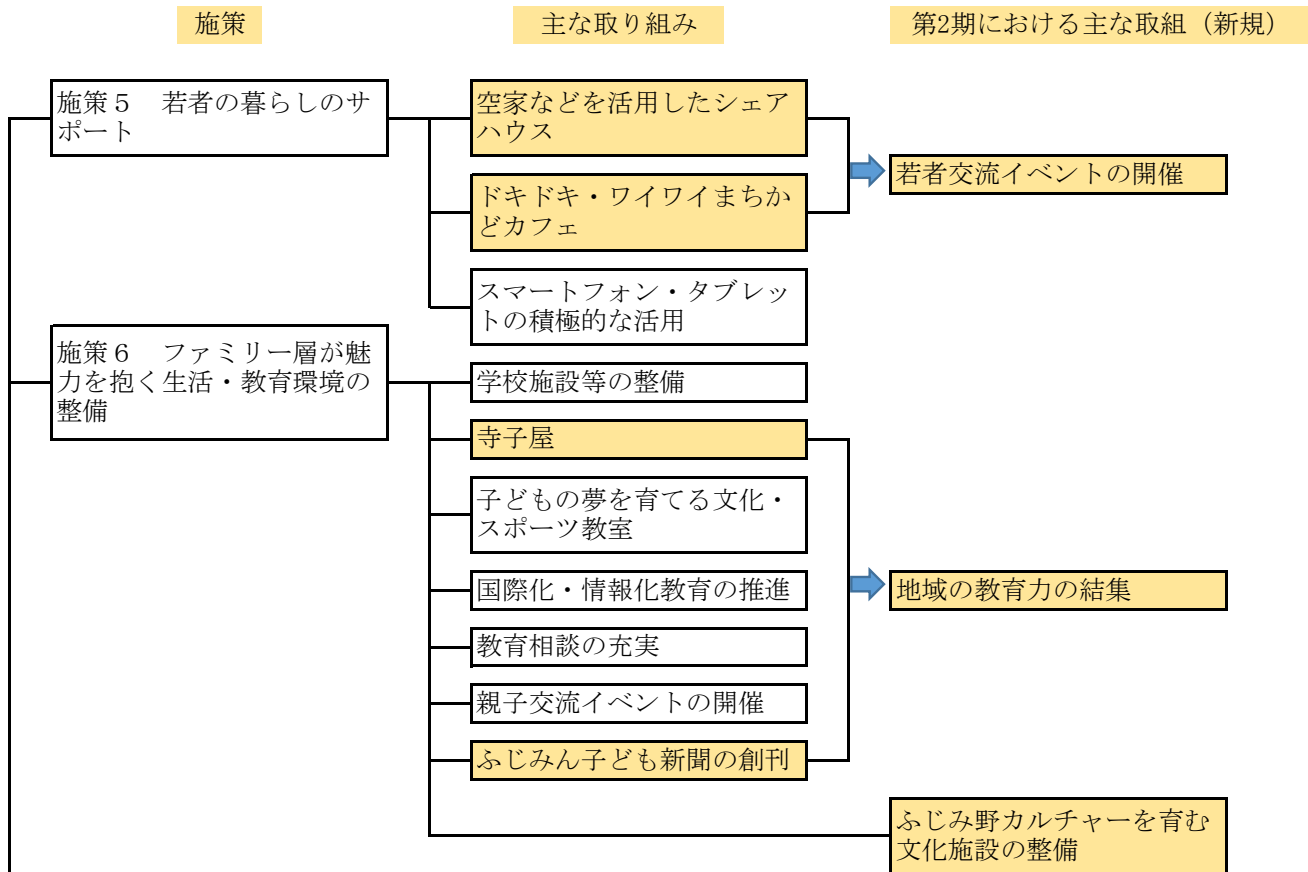 施策
主な取り組み
第2期における主な取組（新規）
施策５　若者の暮らしのサ
ポート
空家などを活用したシェア
ハウス
ドキドキ・ワイワイまちか
どカフェ
スマートフォン・タブレッ
トの積極的な活用
若者交流イベントの開催
施策６　ファミリー層が魅
力を抱く生活・教育環境の
整備
学校施設等の整備
寺子屋
子どもの夢を育てる文化・
スポーツ教室
国際化・情報化教育の推進
教育相談の充実
親子交流イベントの開催
ふじみん子ども新聞の創刊
地域の教育力の結集
ふじみ野カルチャーを育む
文化施設の整備